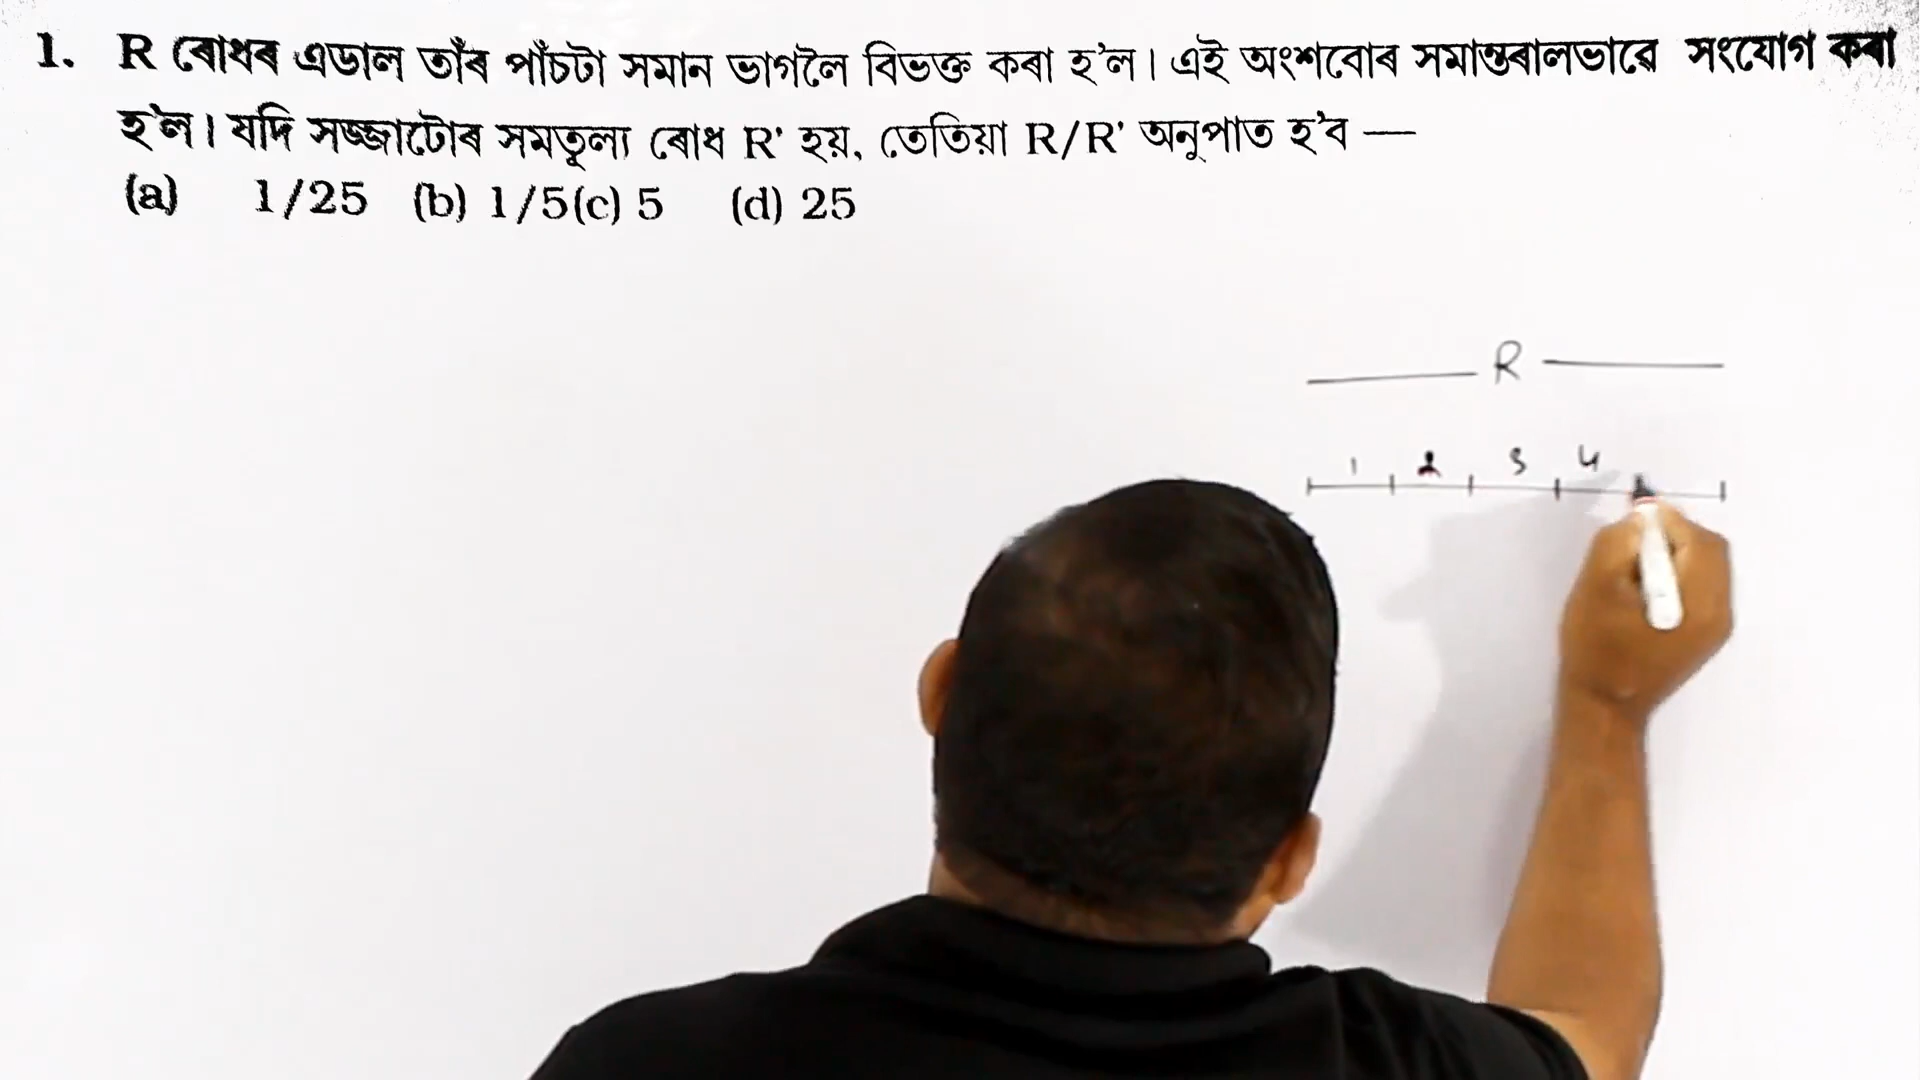 1. R ৰোধৰ এডাল তাঁৰ পাঁচটা সমান ভাগলৈ বিভক্ত কৰা হ'ল। এই অংশবোৰ সমান্তৰালভাৱে সংযোগ কৰা
হ'ল। যদি সজ্জাটোৰ সমতুল্য ৰোধ R' হয়, তেতিয়া R/R' অনুপাত হ'ব —
(a) 1/25 (b) 1/5(c) 5 (d) 25
R
1 2 3 4